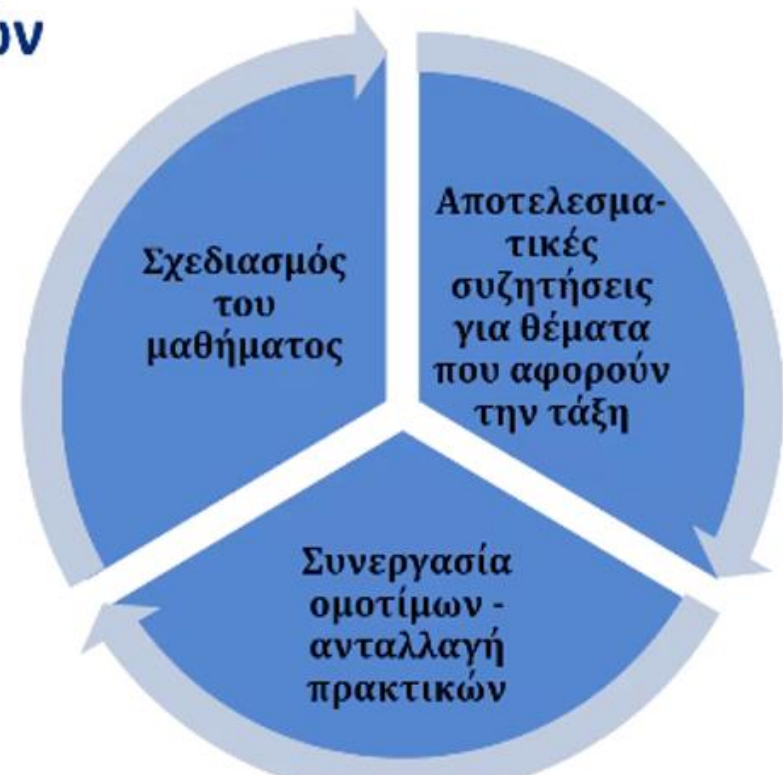 Σχεδιασμός
του
μαθήματος
Αποτελεσμα-
τικές
συζητήσεις
για θέματα
που αφορούν
την τάξη
Συνεργασία
ομοτίμων -
ανταλλαγή
πρακτικών